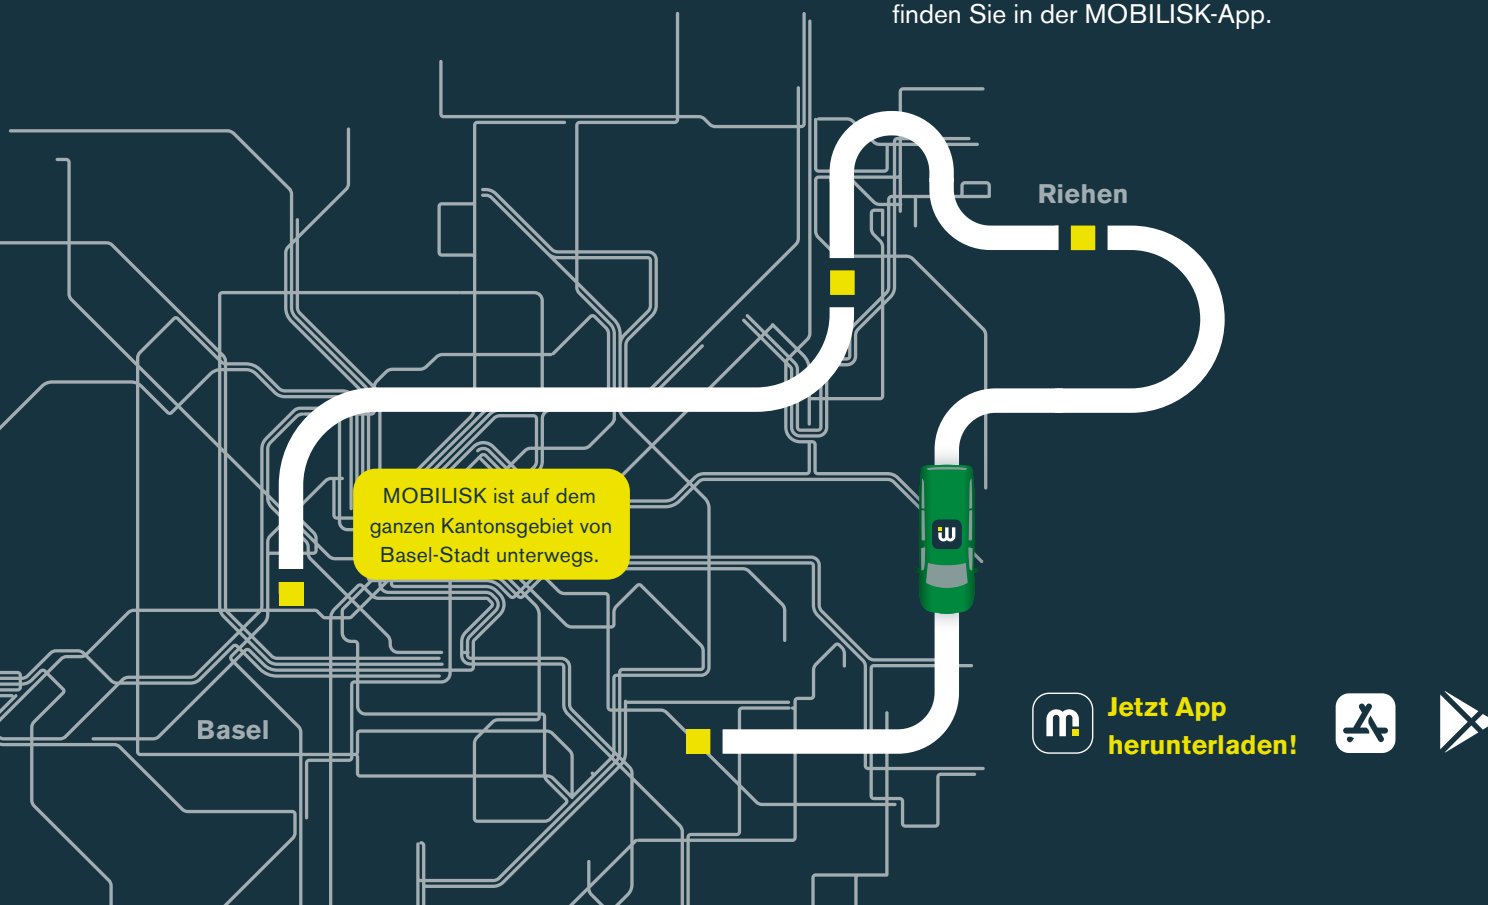 finden Sie in der MOBILISK-App.
Riehen
MOBILISK ist auf dem
ganzen Kantonsgebiet von
Basel-Stadt unterwegs.
m.
Basel
m.
Jetzt App
herunterladen!